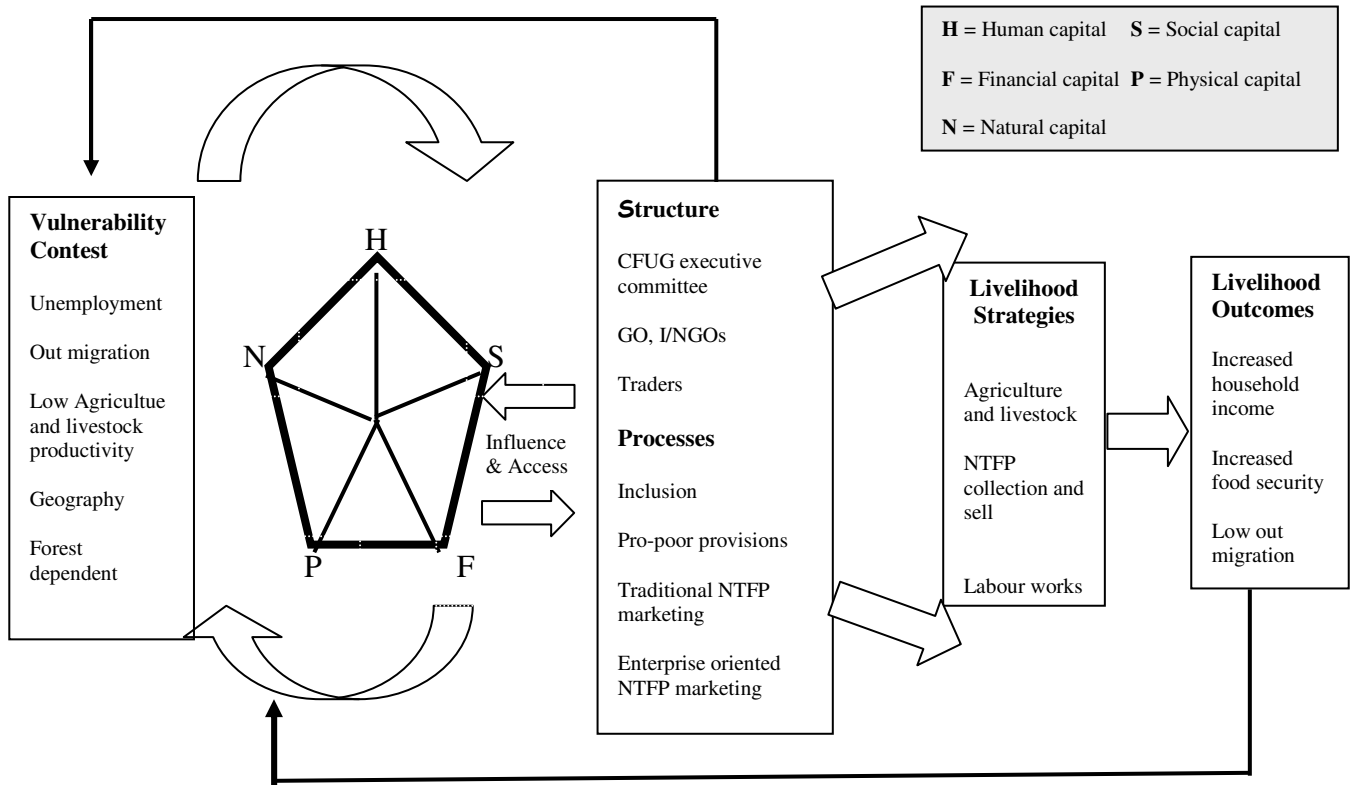 H = Human capital S = Social capital
F = Financial capital P = Physical capital
N = Natural capital
Vulnerability
Contest
Unemployment
Out migration
Low Agricultue
and livestock
productivity
Geography
Forest
dependent
H
N
S
P
F
Influence
& Access
Structure
CFUG executive
committee
GO, I/NGOs
Traders
Processes
Inclusion
Pro-poor provisions
Traditional NTFP
marketing
Enterprise oriented
NTFP marketing
Livelihood
Strategies
Agriculture
and livestock
NTFP
collection and
sell
Labour works
Livelihood
Outcomes
Increased
household
income
Increased
food security
Low out
migration